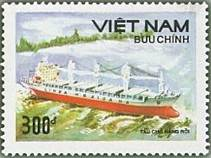 VIỆT NAM
BƯU CHÍNH
300đ
TÀU CHỞ HÀNG RỜI